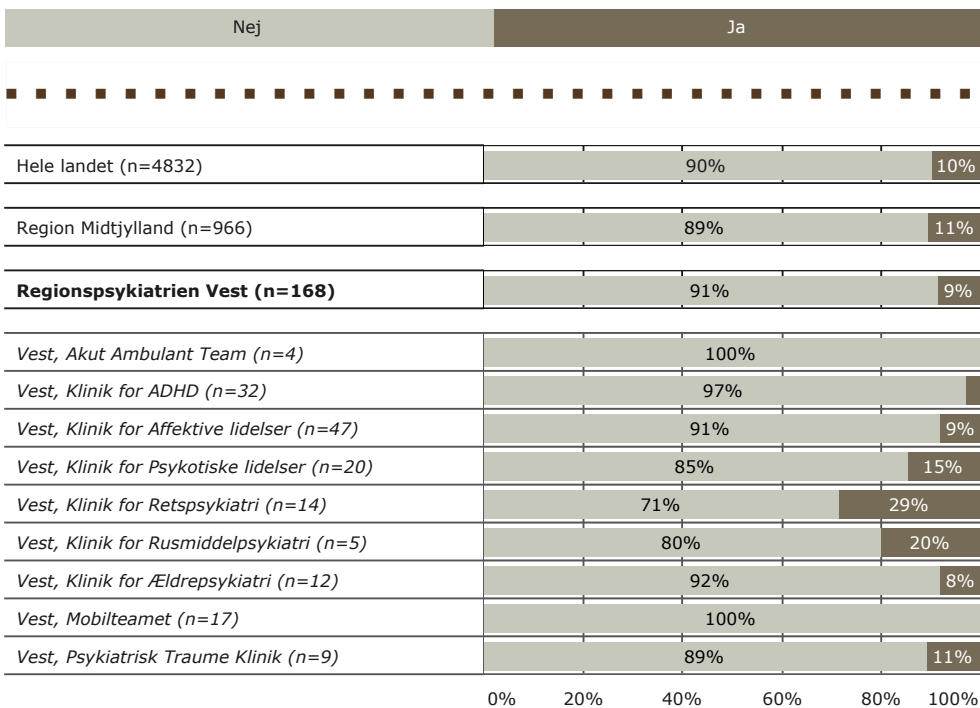 Nej Ja
Hele landet (n=4832) 90% 10%
Region Midtjylland (n=966) 89% 11%
Regionspsykiatrien Vest (n=168) 91% 9%
Vest, Akut Ambulant Team (n=4) 100%
Vest, Klinik for ADHD (n=32) 97%
Vest, Klinik for Affektive lidelser (n=47) 91% 9%
Vest, Klinik for Psykotiske lidelser (n=20) 85% 15%
Vest, Klinik for Retspsykiatri (n=14) 71% 29%
Vest, Klinik for Rusmiddelpsykiatri (n=5) 80% 20%
Vest, Klinik for Ældrepsykiatri (n=12) 92% 8%
Vest, Mobilteamet (n=17) 100%
Vest, Psykiatrisk Traume Klinik (n=9) 89% 11%
0% 20% 40% 60% 80% 100%